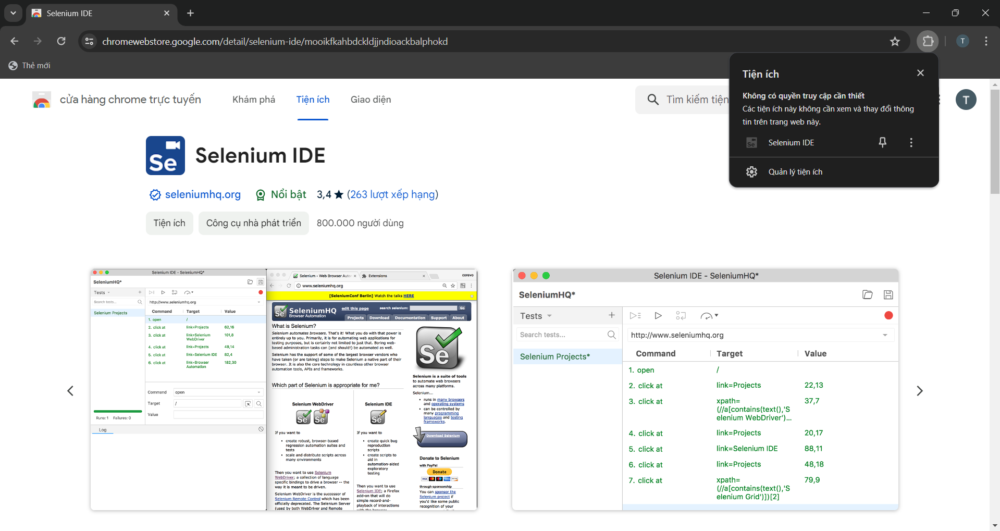 Selenium IDE
chromewebstore.google.com/detail/selenium-ide/mooikfkahbdckldjjndioackbalphokd
T
Thẻ mới
Tiện ích
Không có quyền truy cập cần thiết
Các tiện ích này không cần xem và thay đổi thông
tin trên trang web này.
Se Selenium IDE
Quản lý tiện ích
cửa hàng chrome trực tuyến
Khám phá
Tiện ích
Giao diện
Tìm kiếm tiện
T
Se
Selenium IDE
seleniumhq.org
Nổi bật
3,4 ★ (263 lượt xếp hạng)
Tiện ích
Công cụ nhà phát triển
800.000 người dùng
Selenium IDE - SeleniumHQ*
SeleniumHQ*
Tests
Search tests...
http://www.seleniumhq.org
Selenium Projects
Command Target Value
1. open /
2. click at link=Projects 62,16
3. click at link=Selenium WebDriver 101,8
4. click at link=Projects 49,14
5. click at link=Selenium IDE 82,4
6. click at link=Browser Automation 182,30
Command open
Target /
Value
Runs: 1 Failures: 0
Log
Selenium - Web Browser Auto
Extensions
corevo
www.seleniumhq.org
[SeleniumConf Berlin] Watch the talks HERE
Se SeleniumHQ
Browser Automation
edit this page
search selenium:
Go
Projects Download Documentation Support About
What is Selenium?
Selenium automates browsers. That's it! What you do with that power is
entirely up to you. Primarily, it is for automating web applications for
testing purposes, but is certainly not limited to just that. Boring web-
based administration tasks can (and should!) be automated as well.
Selenium has the support of some of the largest browser vendors who
have taken (or are taking) steps to make Selenium a native part of their
browser. It is also the core technology in countless other browser
automation tools, APIs and frameworks.
Which part of Selenium is appropriate for me?
Selenium WebDriver
Se Se
If you want to
create robust, browser-based
regression automation suites and
tests
scale and distribute scripts across
many environments
Then you want to use Selenium
WebDriver; a collection of language
specific bindings to drive a browser -- the
way it is meant to be driven.
Selenium WebDriver is the successor of
Selenium Remote Control which has been
officially deprecated. The Selenium Server
(used by both WebDriver and Remote
Selenium IDE
Se
If you want to
create quick bug
reproduction
scripts
create scripts to
aid in
automation-aided
exploratory
testing
Then you want to use
Selenium IDE; a Firefox
add-on that will do
simple record-and-
playback of interactions
with the browser
Se
Selenium is a suite of tools
to automate web browsers
across many platforms.
Selenium...
runs in many browsers
and operating systems
can be controlled by
many programming
languages and testing
frameworks.
Download Selenium
Donate to Selenium
with PayPal
Donate
VISA
through sponsorship
You can sponsor the
Selenium project if
you'd like some public
recognition of your
Selenium IDE - SeleniumHQ*
SeleniumHQ*
Tests
Search tests...
http://www.seleniumhq.org
Selenium Projects*
Command Target Value
1. open /
2. click at link=Projects 22,13
3. click at xpath= 37,7
(//a[contains(text(),'S
elenium WebDriver')...
4. click at link=Projects 20,17
5. click at link=Selenium IDE 88,11
6. click at link=Projects 48,18
7. click at xpath= 79,9
(//a[contains(text(),'S
elenium Grid')])[2]